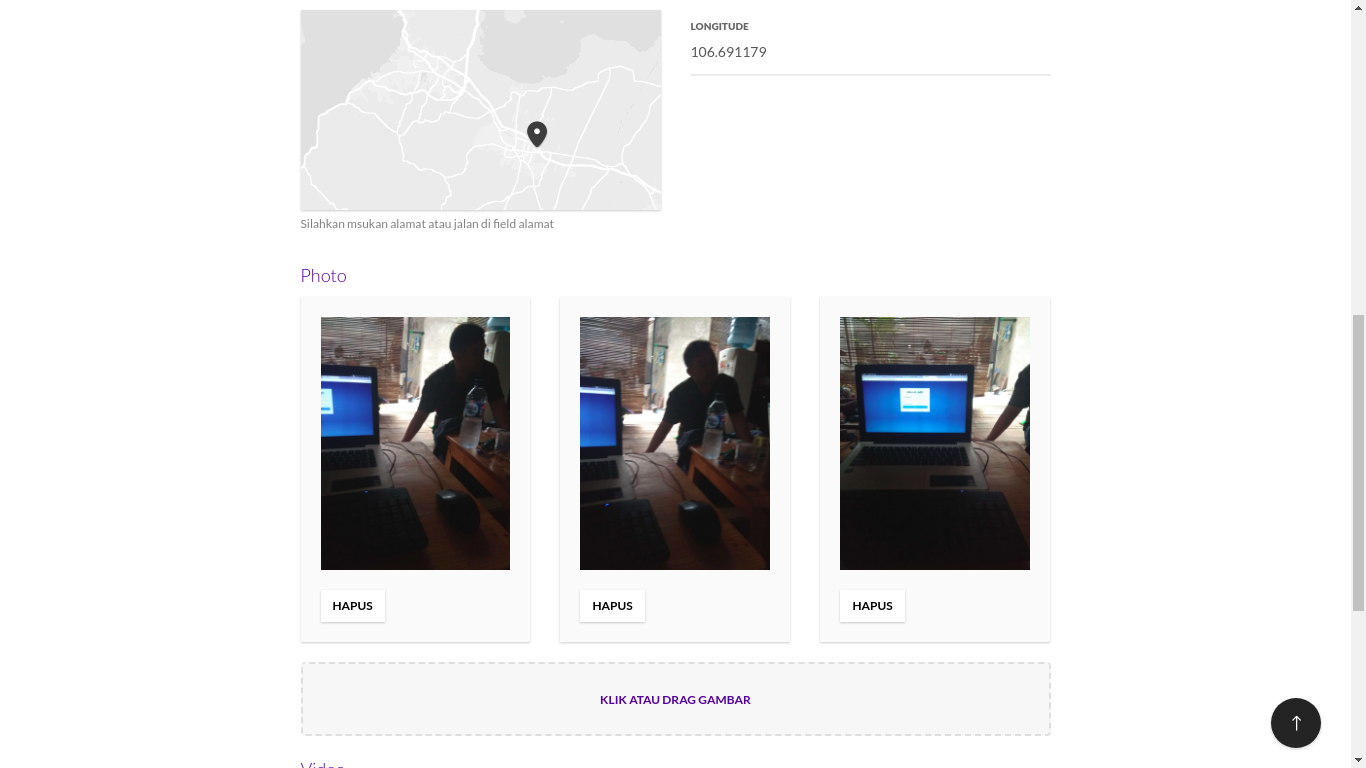 LONGITUDE
106.691179
Silahkan msukan alamat atau jalan di field alamat
Photo
HAPUS
HAPUS
HAPUS
KLIK ATAU DRAG GAMBAR
Video